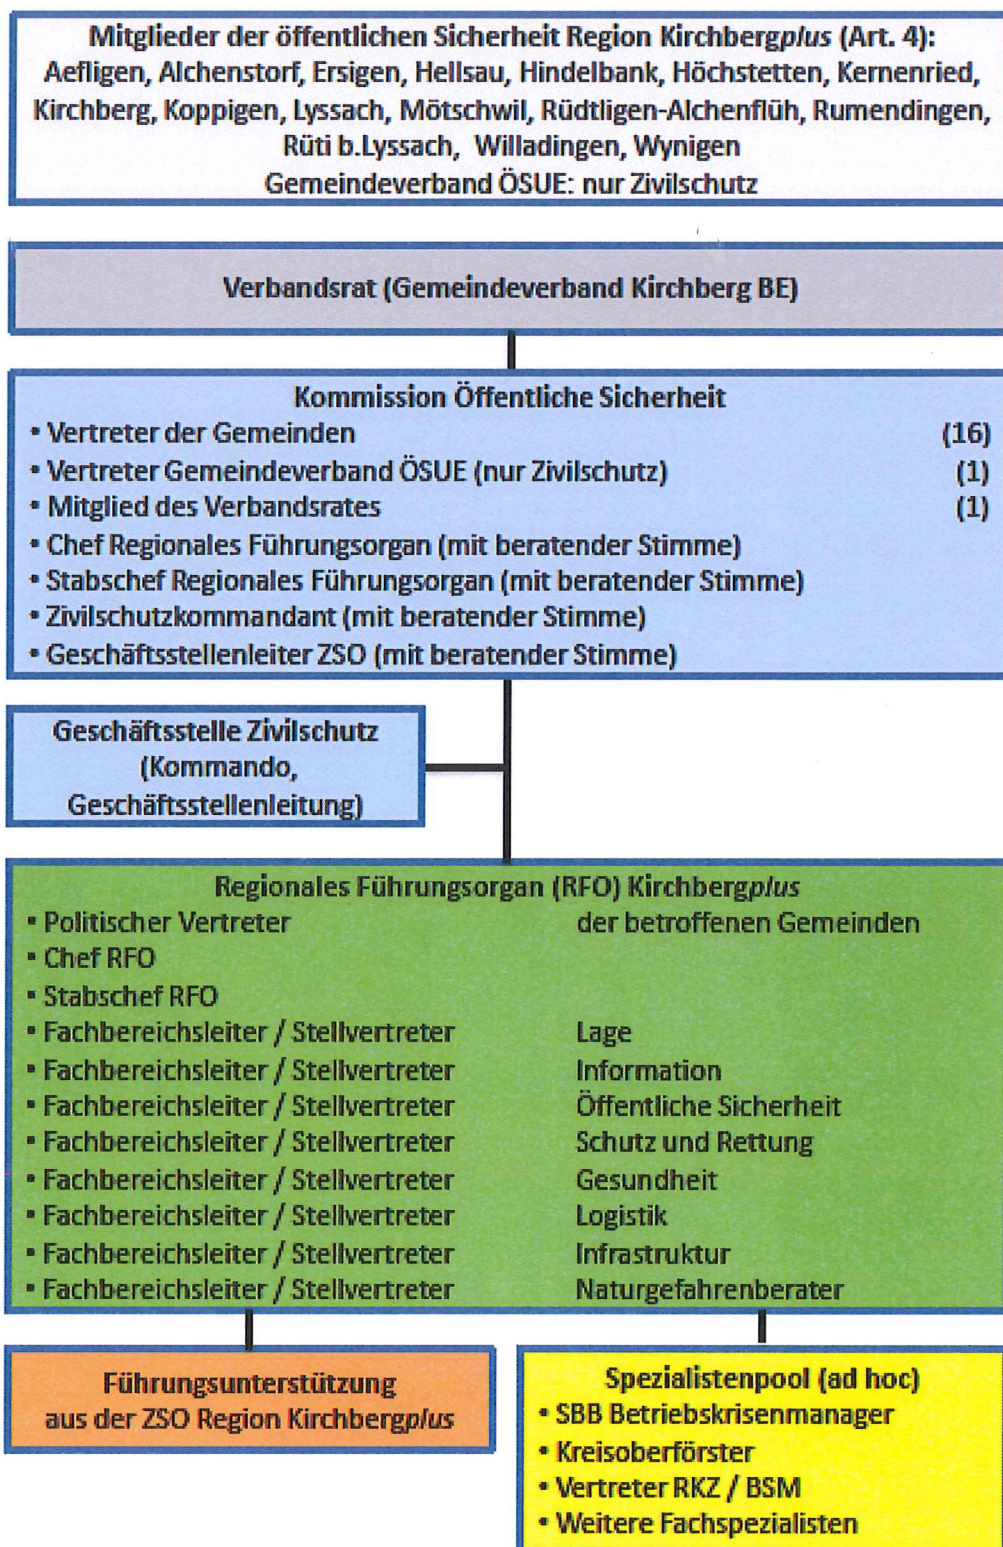 Mitglieder der öffentlichen Sicherheit Region Kirchbergplus (Art. 4):
Aefligen, Alchenstorf, Ersigen, Hellsau, Hindelbank, Höchstetten, Kernenried,
Kirchberg, Koppigen, Lyssach, Mötschwil, Rüdtligen-Alchenflüh, Rumendingen,
Rüti b.Lyssach, Willadingen, Wynigen
Gemeindeverband ÖSUE: nur Zivilschutz
Verbandsrat (Gemeindeverband Kirchberg BE)
Kommission Öffentliche Sicherheit
▪ Vertreter der Gemeinden (16)
▪ Vertreter Gemeindeverband ÖSUE (nur Zivilschutz) (1)
▪ Mitglied des Verbandsrates (1)
▪ Chef Regionales Führungsorgan (mit beratender Stimme)
▪ Stabschef Regionales Führungsorgan (mit beratender Stimme)
▪ Zivilschutzkommandant (mit beratender Stimme)
▪ Geschäftsstellenleiter ZSO (mit beratender Stimme)
Geschäftsstelle Zivilschutz
(Kommando,
Geschäftsstellenleitung)
Regionales Führungsorgan (RFO) Kirchbergplus
▪ Politischer Vertreter der betroffenen Gemeinden
▪ Chef RFO
▪ Stabschef RFO
▪ Fachbereichsleiter / Stellvertreter Lage
▪ Fachbereichsleiter / Stellvertreter Information
▪ Fachbereichsleiter / Stellvertreter Öffentliche Sicherheit
▪ Fachbereichsleiter / Stellvertreter Schutz und Rettung
▪ Fachbereichsleiter / Stellvertreter Gesundheit
▪ Fachbereichsleiter / Stellvertreter Logistik
▪ Fachbereichsleiter / Stellvertreter Infrastruktur
▪ Fachbereichsleiter / Stellvertreter Naturgefahrenberater
Führungsunterstützung
aus der ZSO Region Kirchbergplus
Spezialistenpool (ad hoc)
▪ SBB Betriebskrisenmanager
▪ Kreisoberförster
▪ Vertreter RKZ / BSM
▪ Weitere Fachspezialisten